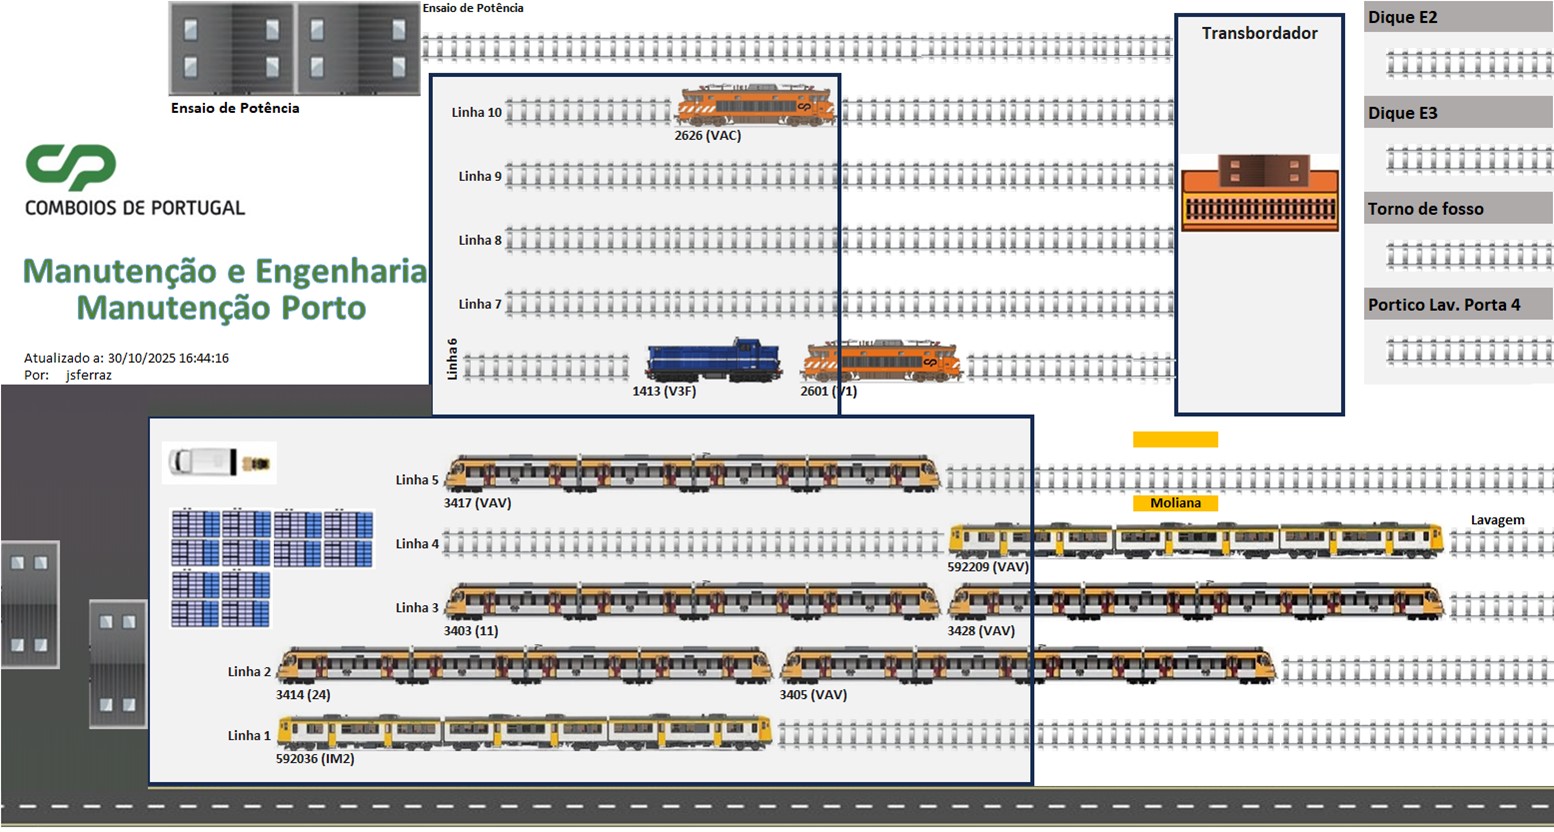 Ensaio de Potência
Ensaio de Potência
Transbordador
Dique E2
Dique E3
Torno de fosso
Portico Lav. Porta 4
CP
COMBOIOS DE PORTUGAL
Manutenção e Engenharia
Manutenção Porto
Atualizado a: 30/10/2025 16:44:16
Por: jsferraz
Linha 10
2626 (VAC)
Linha 9
Linha 8
Linha 7
Linha 6
1413 (V3F)
2601 (V1)
Linha 5
3417 (VAV)
Moliana
Lavagem
Linha 4
592209 (VAV)
Linha 3
3403 (11)
3428 (VAV)
Linha 2
3414 (24)
3405 (VAV)
Linha 1
592036 (IM2)